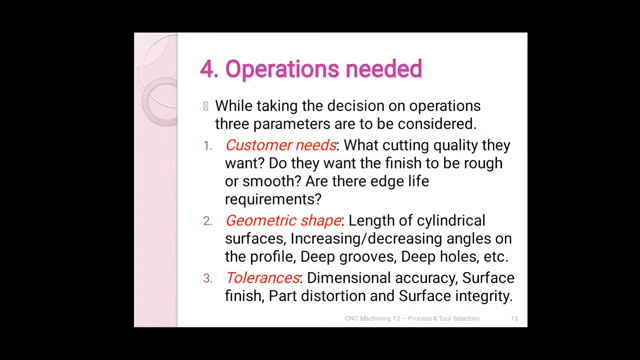 4. Operations needed
While taking the decision on operations
three parameters are to be considered.
1. Customer needs: What cutting quality they
want? Do they want the finish to be rough
or smooth? Are there edge life
requirements?
2. Geometric shape: Length of cylindrical
surfaces, Increasing/decreasing angles on
the profile, Deep grooves, Deep holes, etc.
3. Tolerances: Dimensional accuracy, Surface
finish, Part distortion and Surface integrity.
CNC Machining 12 – Process & Tool Selection 15